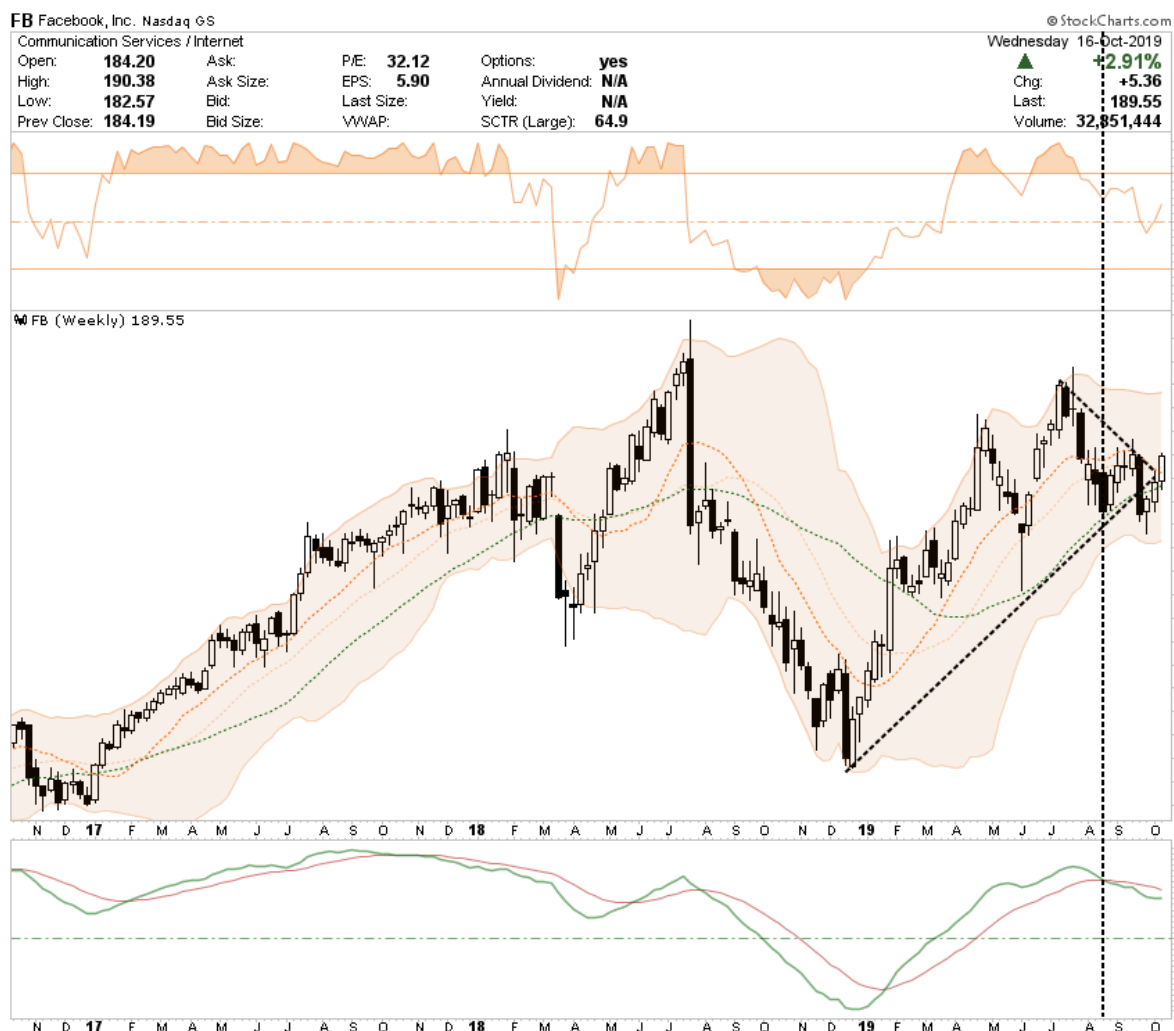 FB Facebook, Inc. Nasdaq GS © StockCharts.com
Communication Services / Internet Wednesday 16-Oct-2019
Open: 184.20 Ask: P/E: 32.12 Options: yes ▲ +2.91%
High: 190.38 Ask Size: EPS: 5.90 Annual Dividend: N/A Chg: +5.36
Low: 182.57 Bid: Last Size: Yield: N/A Last: 189.55
Prev Close: 184.19 Bid Size: VWAP: SCTR (Large): 64.9 Volume: 32,851,444
FB (Weekly) 189.55
N D 17 F M A M J J A S O N D 18 F M A M J J A S O N D 19 F M A M J J A S O
N D 17 F M A M J J A S O N D 18 F M A M J J A S O N D 19 F M A M J J A S O